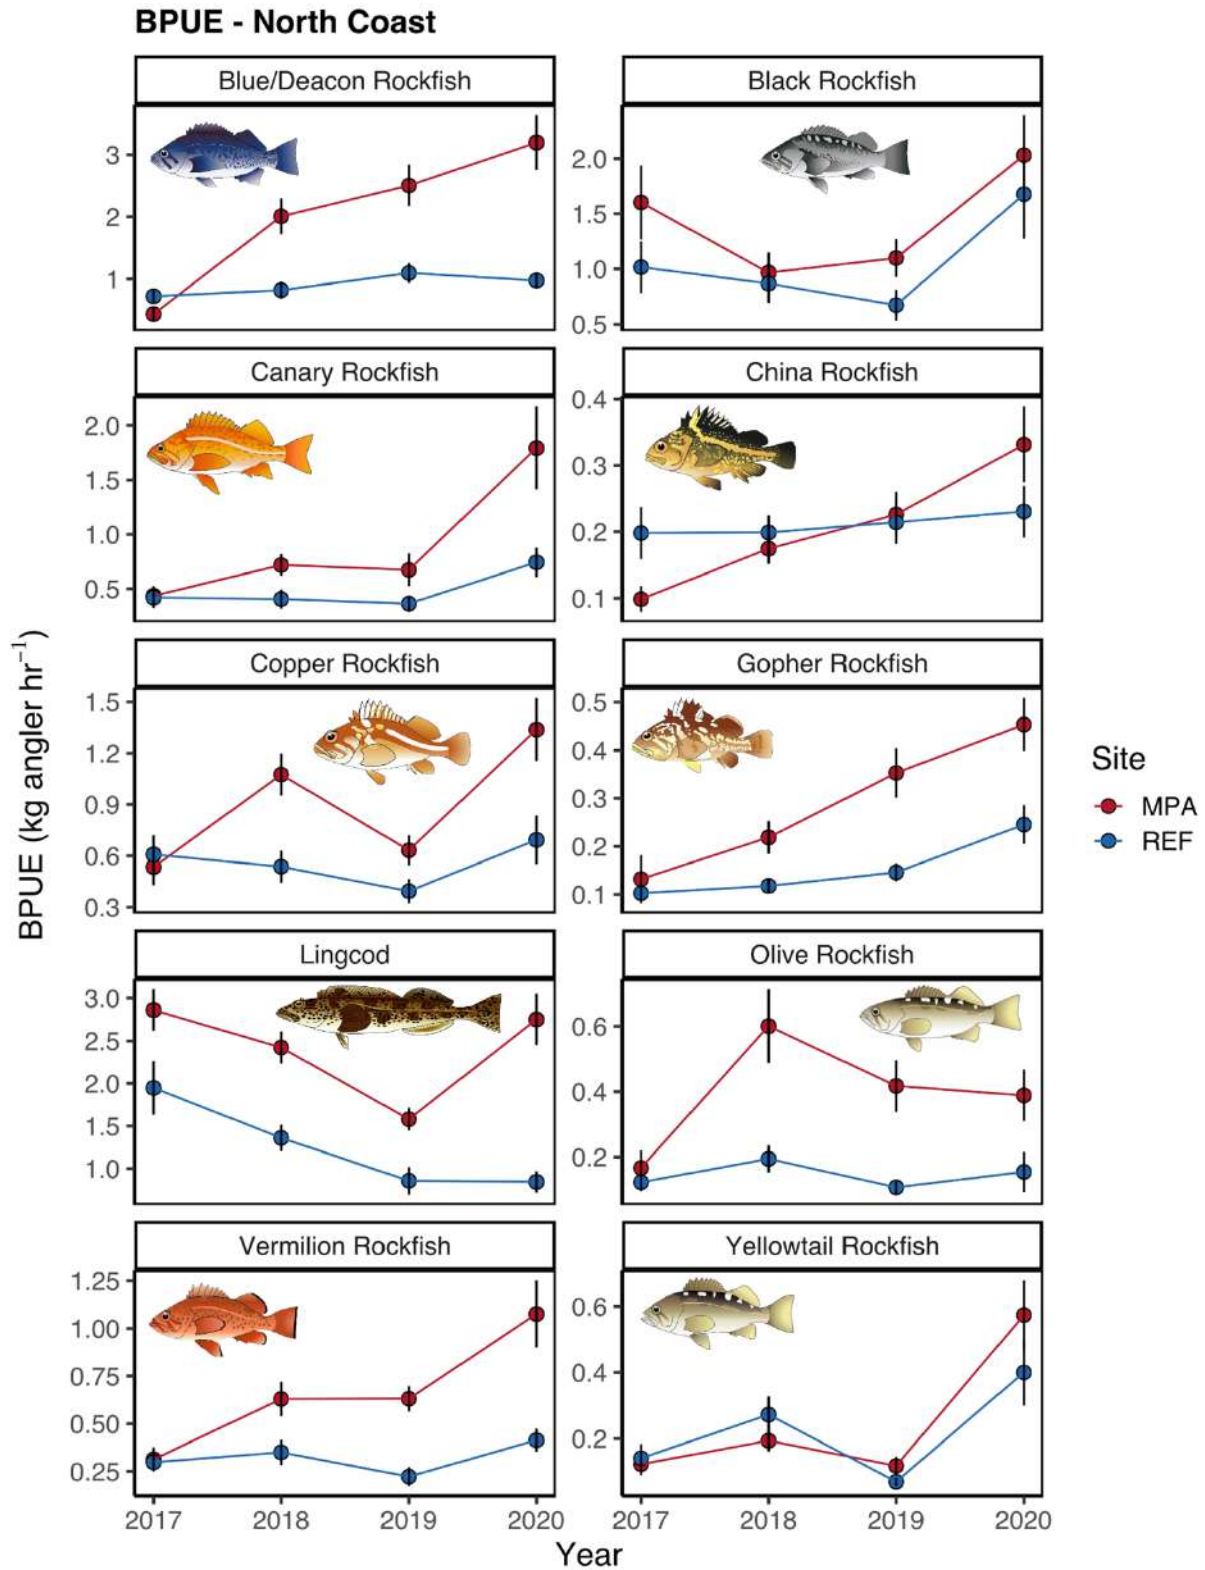 BPUE - North Coast
Blue/Deacon Rockfish
Black Rockfish
3
2
1
2.0
1.5
1.0
0.5
Canary Rockfish
China Rockfish
2.0
1.5
1.0
0.5
0.4
0.3
0.2
0.1
Copper Rockfish
Gopher Rockfish
1.5
1.2
0.9
0.6
0.3
0.5
0.4
0.3
0.2
0.1
Lingcod
Olive Rockfish
3.0
2.5
2.0
1.5
1.0
0.6
0.4
0.2
Vermilion Rockfish
Yellowtail Rockfish
1.25
1.00
0.75
0.50
0.25
0.6
0.4
0.2
2017 2018 2019 2020
2017 2018 2019 2020
Year
BPUE (kg angler hr⁻¹)
Site
MPA
REF